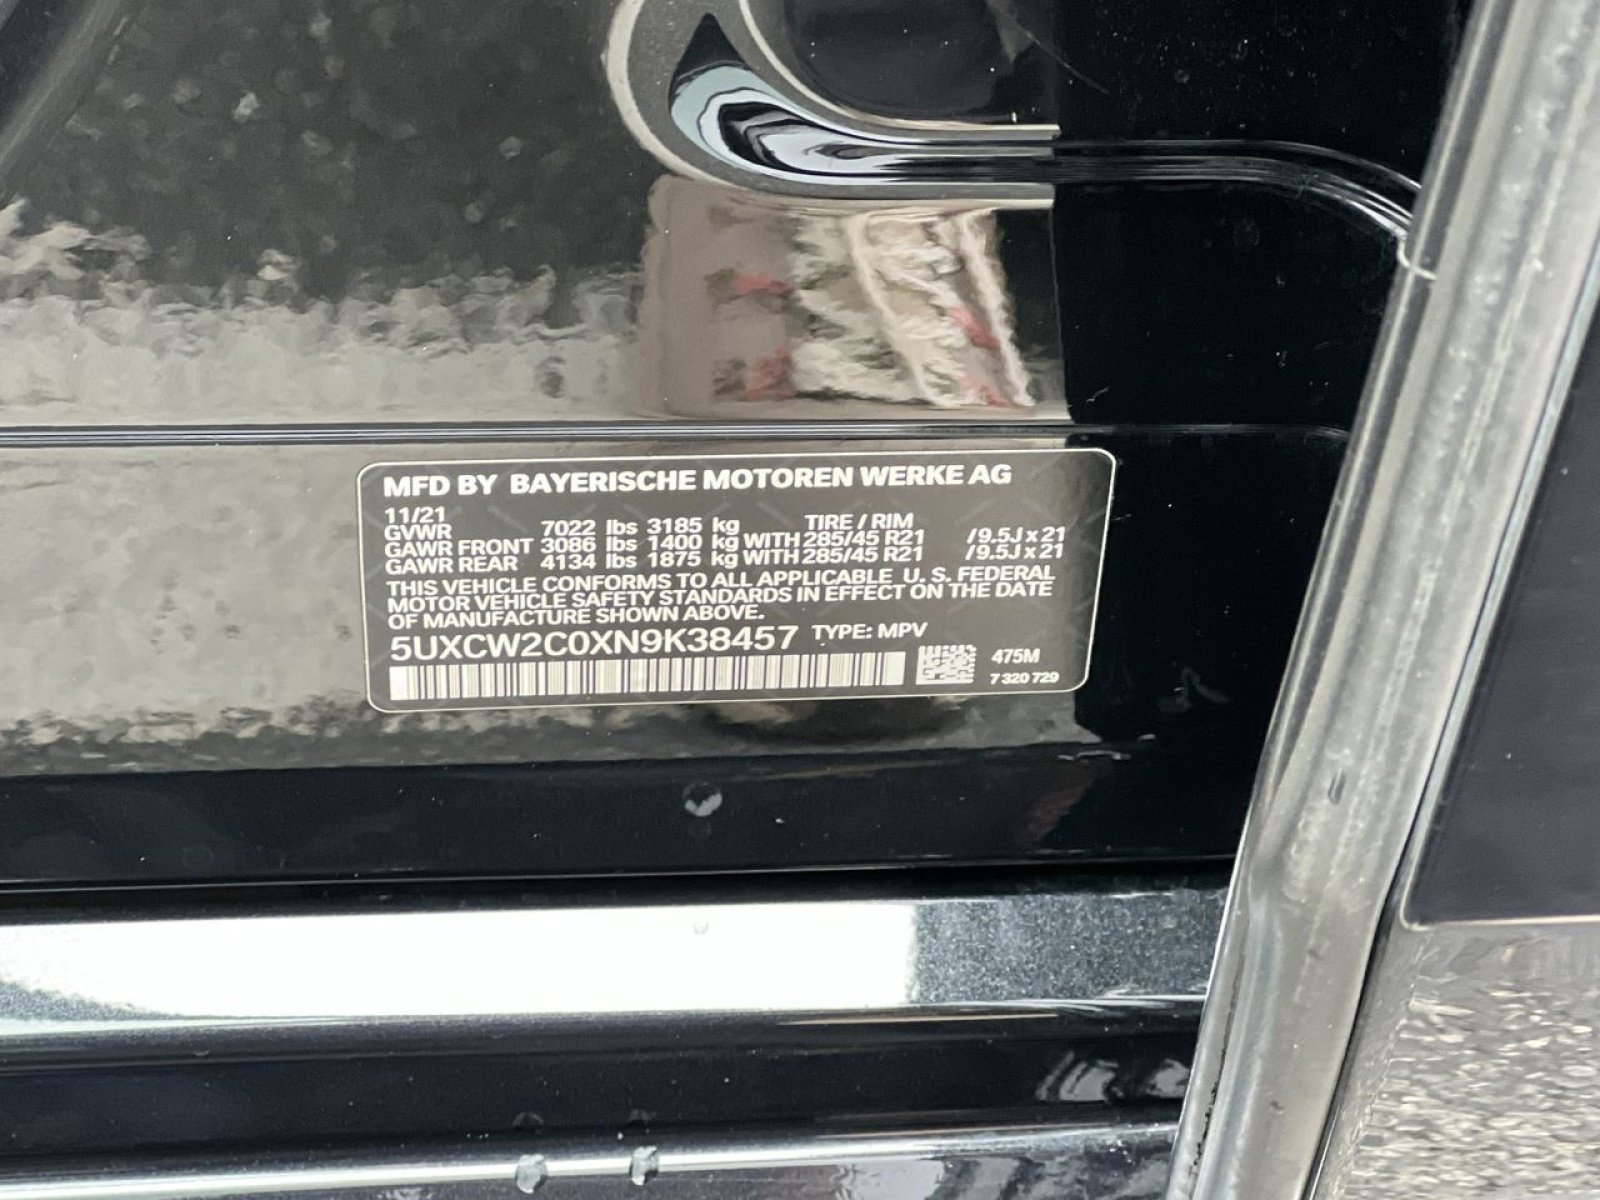 MFD BY BAYERISCHE MOTOREN WERKE AG
11/21 TIRE / RIM
GVWR 7022 lbs 3185 kg
GAWR FRONT 3086 lbs 1400 kg WITH 285/45 R21 /9.5J x 21
GAWR REAR 4134 lbs 1875 kg WITH 285/45 R21 /9.5J x 21
THIS VEHICLE CONFORMS TO ALL APPLICABLE U. S. FEDERAL
MOTOR VEHICLE SAFETY STANDARDS IN EFFECT ON THE DATE
OF MANUFACTURE SHOWN ABOVE.
5UXCW2C0XN9K38457 TYPE: MPV
475M
7 320 729